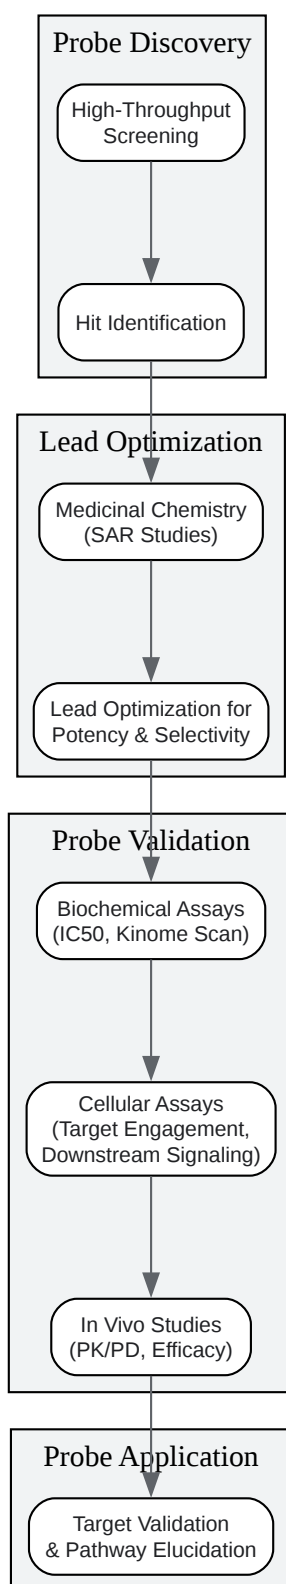 Probe Discovery
High-Throughput
Screening
Hit Identification
Lead Optimization
Medicinal Chemistry
(SAR Studies)
Lead Optimization for
Potency & Selectivity
Probe Validation
Biochemical Assays
(IC50, Kinome Scan)
Cellular Assays
(Target Engagement,
Downstream Signaling)
In Vivo Studies
(PK/PD, Efficacy)
Probe Application
Target Validation
& Pathway Elucidation